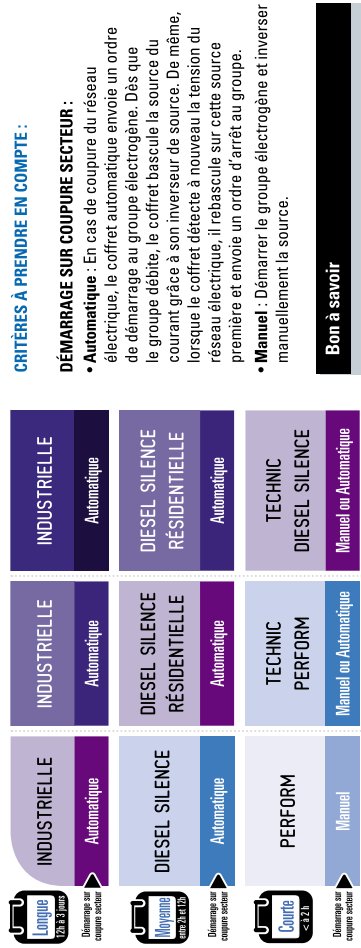 Longue
12h à 3 jours
INDUSTRIELLE
INDUSTRIELLE
INDUSTRIELLE
Démarrage sur
coupure secteur
Automatique
Automatique
Automatique
Moyenne
entre 2h et 12h
DIESEL SILENCE
DIESEL SILENCE
RÉSIDENTIELLE
DIESEL SILENCE
RÉSIDENTIELLE
Démarrage sur
coupure secteur
Automatique
Automatique
Automatique
Courte
< à 2 h
PERFORM
TECHNIC
PERFORM
TECHNIC
DIESEL SILENCE
Démarrage sur
coupure secteur
Manuel
Manuel ou Automatique
Manuel ou Automatique
CRITÈRES À PRENDRE EN COMPTE :
DÉMARRAGE SUR COUPURE SECTEUR :
• Automatique : En cas de coupure du réseau
électrique, le coffret automatique envoie un ordre
de démarrage au groupe électrogène. Dès que
le groupe débite, le coffret bascule la source du
courant grâce à son inverseur de source. De même,
lorsque le coffret détecte à nouveau la tension du
réseau électrique, il rebascule sur cette source
première et envoie un ordre d'arrêt au groupe.
• Manuel : Démarrer le groupe électrogène et inverser
manuellement la source.
Bon à savoir